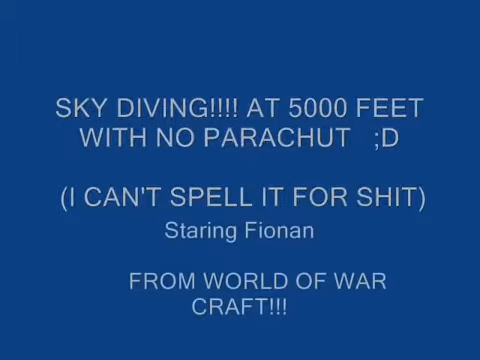 SKY DIVING!!!! AT 5000 FEET
WITH NO PARACHUT ;D
(I CAN'T SPELL IT FOR SHIT)
Staring Fionan
FROM WORLD OF WAR
CRAFT!!!